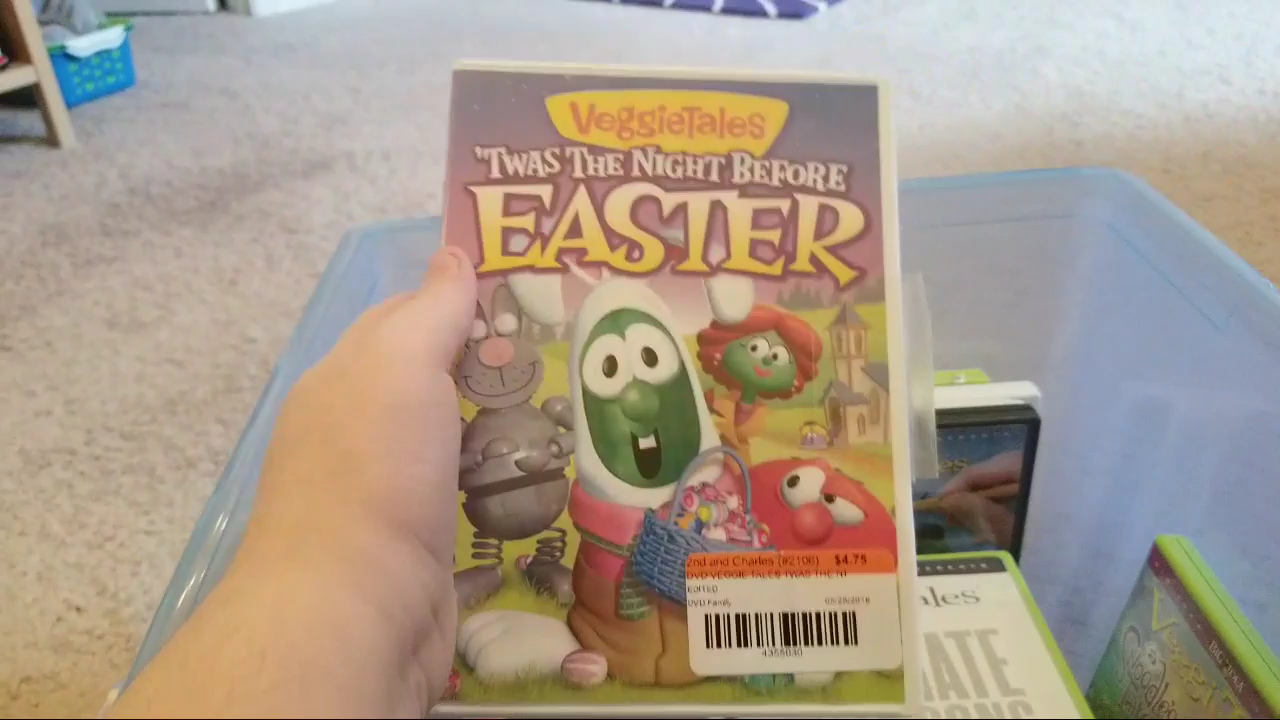 VeggieTales
'TWAS THE NIGHT BEFORE
EASTER
2nd and Charles (#2106) $4.75
DVD VEGGIE TALES TWAS THE NI
EDITED
DVD Family
4355030
ales